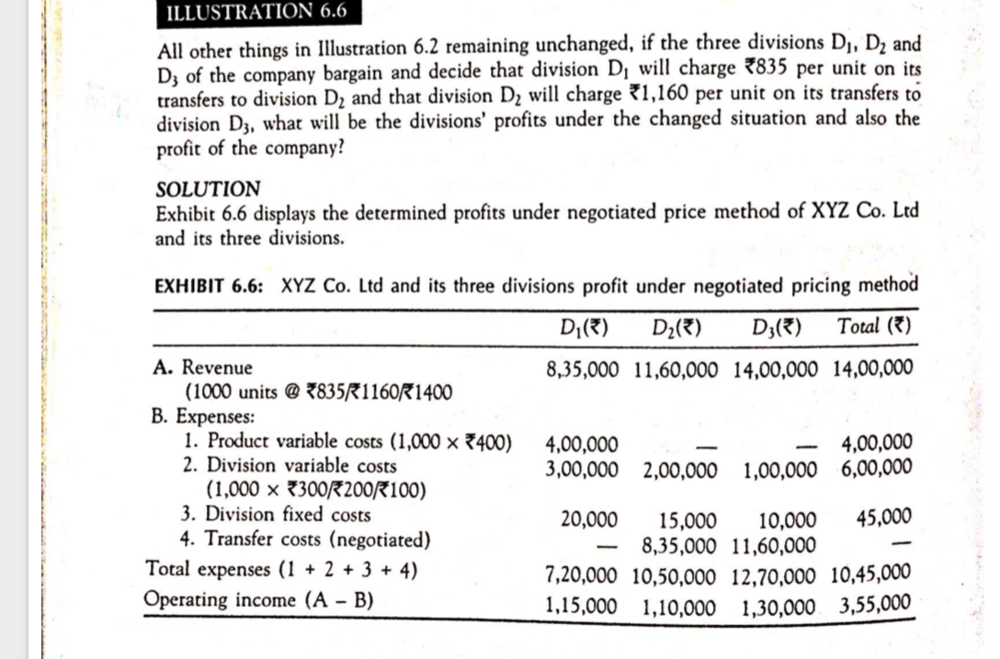 ILLUSTRATION 6.6
All other things in Illustration 6.2 remaining unchanged, if the three divisions D₁, D₂ and
D₃ of the company bargain and decide that division D₁ will charge ₹835 per unit on its
transfers to division D₂ and that division D₂ will charge ₹1,160 per unit on its transfers to
division D₃, what will be the divisions' profits under the changed situation and also the
profit of the company?
SOLUTION
Exhibit 6.6 displays the determined profits under negotiated price method of XYZ Co. Ltd
and its three divisions.
EXHIBIT 6.6: XYZ Co. Ltd and its three divisions profit under negotiated pricing method
D₁(₹) D₂(₹) D₃(₹) Total (₹)
A. Revenue 8,35,000 11,60,000 14,00,000 14,00,000
(1000 units @ ₹835/₹1160/₹1400
B. Expenses:
1. Product variable costs (1,000 × ₹400) 4,00,000 — — 4,00,000
2. Division variable costs 3,00,000 2,00,000 1,00,000 6,00,000
(1,000 × ₹300/₹200/₹100)
3. Division fixed costs 20,000 15,000 10,000 45,000
4. Transfer costs (negotiated) — 8,35,000 11,60,000 —
Total expenses (1 + 2 + 3 + 4) 7,20,000 10,50,000 12,70,000 10,45,000
Operating income (A – B) 1,15,000 1,10,000 1,30,000 3,55,000